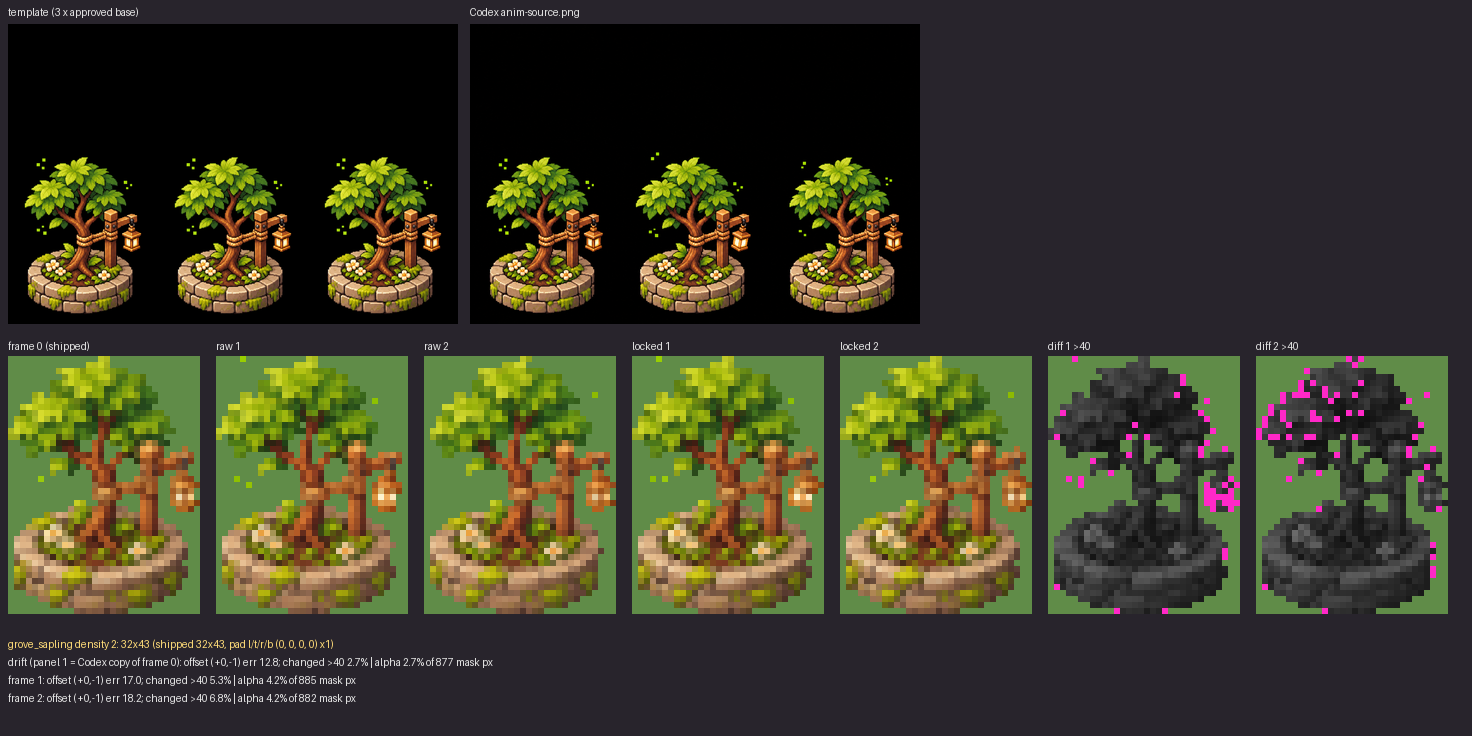 template (3 x approved base)
Codex anim-source.png
frame 0 (shipped)
raw 1
raw 2
locked 1
locked 2
diff 1 >40
diff 2 >40
grove_sapling density 2: 32x43 (shipped 32x43, pad l/t/r/b (0, 0, 0, 0) x1)
drift (panel 1 = Codex copy of frame 0): offset (+0,-1) err 12.8; changed >40 2.7% | alpha 2.7% of 877 mask px
frame 1: offset (+0,-1) err 17.0; changed >40 5.3% | alpha 4.2% of 885 mask px
frame 2: offset (+0,-1) err 18.2; changed >40 6.8% | alpha 4.2% of 882 mask px